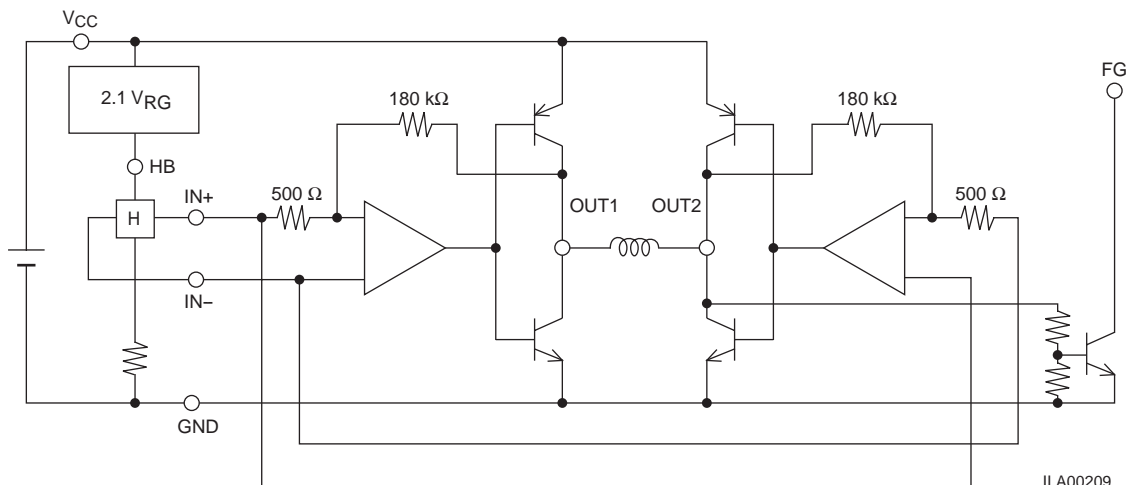 VCC
FG
2.1 VRG
180 kΩ
180 kΩ
HB
IN+
500 Ω
500 Ω
H
OUT1
OUT2
IN−
GND
ILA00209